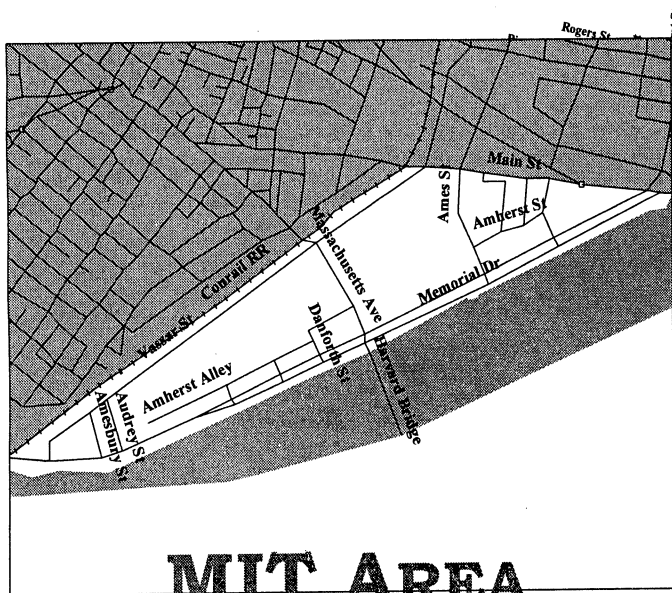 Rogers St
Main St
Ames S
Amherst St
Massachusetts Ave
Conrail RR
Memorial Dr
Vassar St
Danforth St
Harvard Bridge
Amherst Alley
Audrey St
Amesbury St
MIT AREA